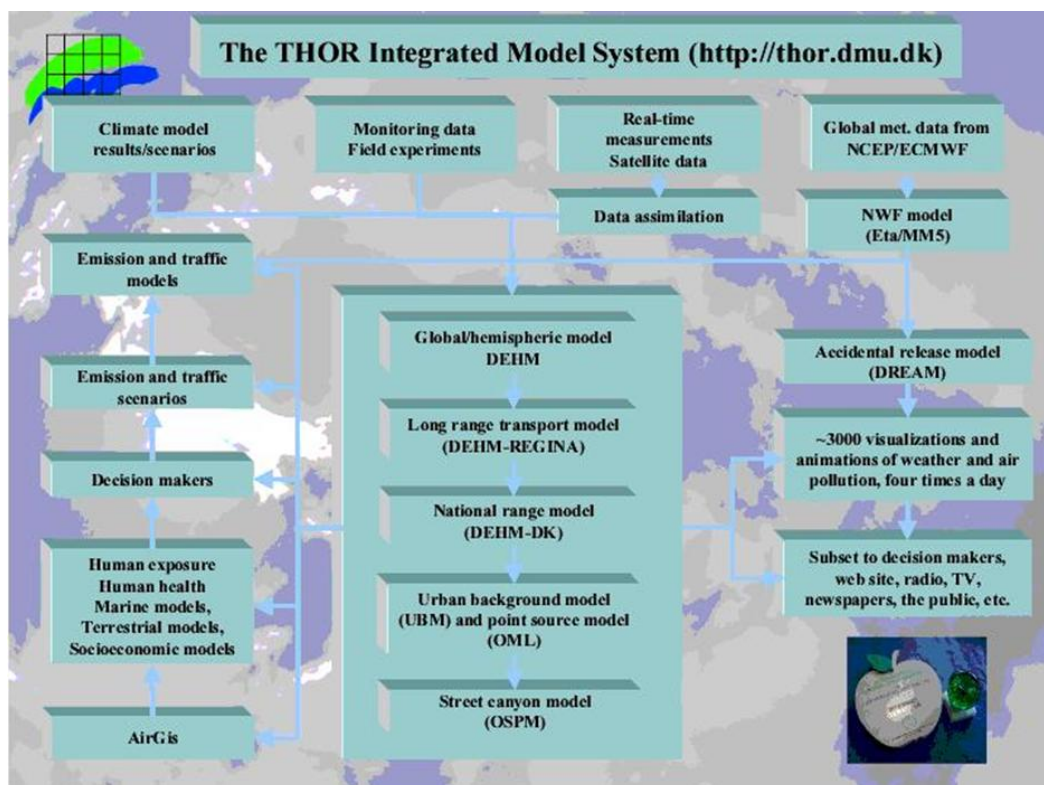 The THOR Integrated Model System (http://thor.dmu.dk)
Climate model
results/scenarios
Monitoring data
Field experiments
Real-time
measurements
Satellite data
Global met. data from
NCEP/ECMWF
Data assimilation
NWF model
(Eta/MM5)
Emission and traffic
models
Emission and traffic
scenarios
Decision makers
Human exposure
Human health
Marine models,
Terrestrial models,
Socioeconomic models
AirGis
Global/hemispheric model
DEHM
Long range transport model
(DEHM-REGINA)
National range model
(DEHM-DK)
Urban background model
(UBM) and point source model
(OML)
Street canyon model
(OSPM)
Accidental release model
(DREAM)
~3000 visualizations and
animations of weather and air
pollution, four times a day
Subset to decision makers,
web site, radio, TV,
newspapers, the public, etc.